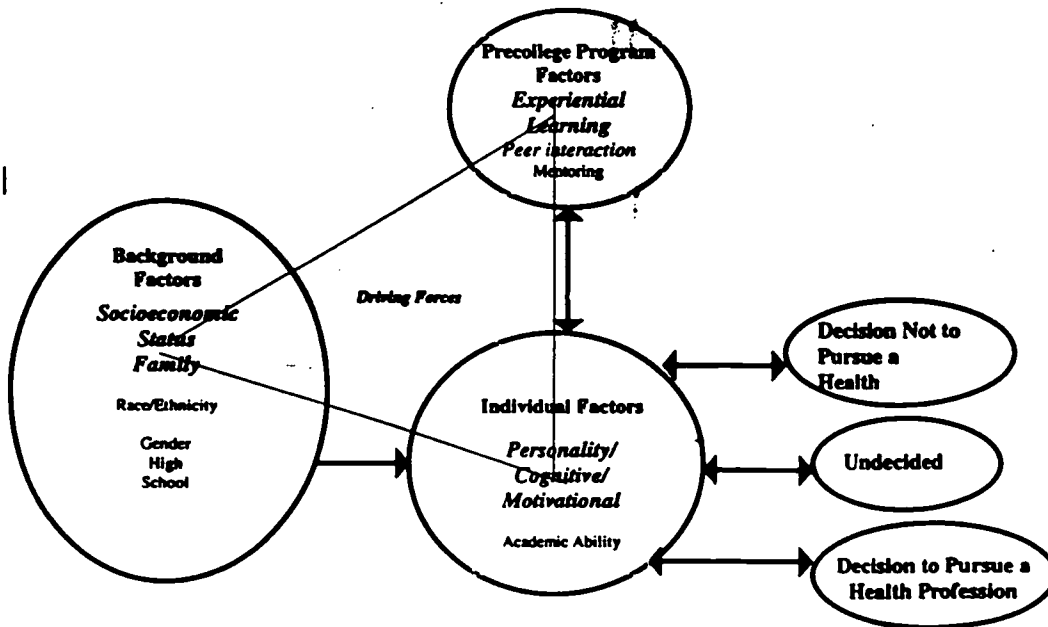 Precollege Program
Factors
Experiential
Learning
Peer interaction
Mentoring
Background
Factors
Socioeconomic
Status
Family
Race/Ethnicity
Gender
High
School
Driving Forces
Individual Factors
Personality/
Cognitive/
Motivational
Academic Ability
Decision Not to
Pursue a
Health
Undecided
Decision to Pursue a
Health Profession